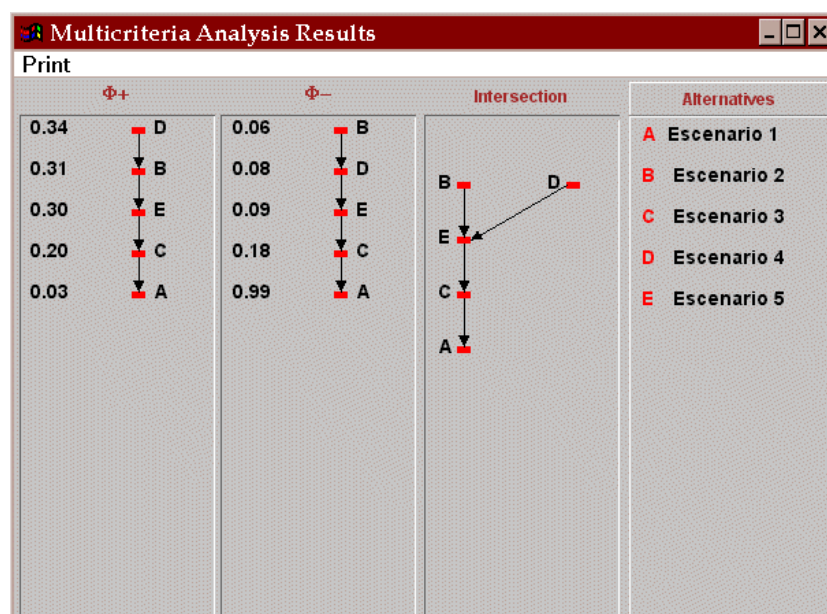 Multicriteria Analysis Results
Print
Φ+
0.34 D
0.31 B
0.30 E
0.20 C
0.03 A
Φ−
0.06 B
0.08 D
0.09 E
0.18 C
0.99 A
Intersection
B D
E
C
A
Alternatives
A Escenario 1
B Escenario 2
C Escenario 3
D Escenario 4
E Escenario 5